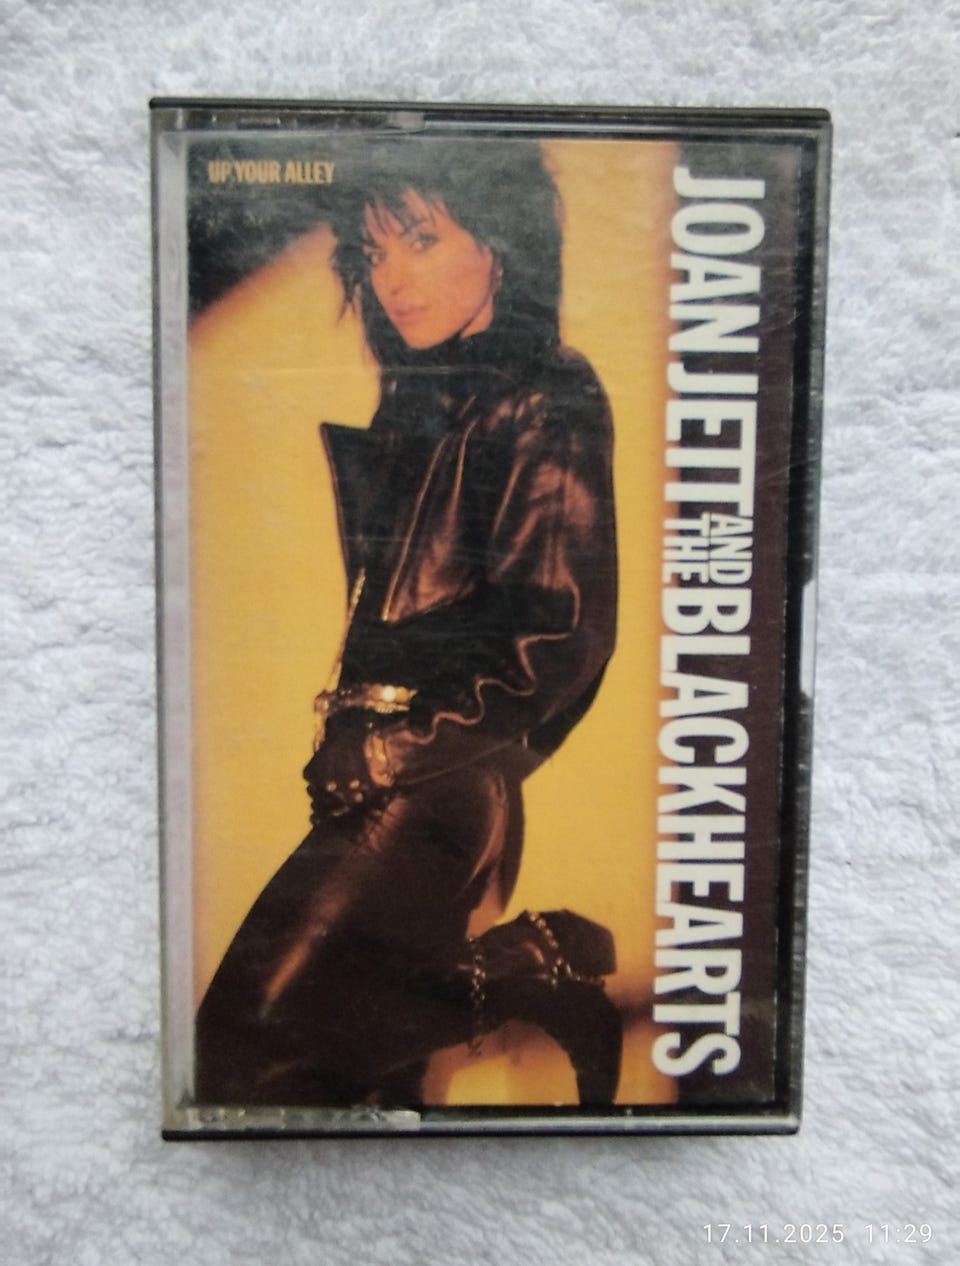 UP YOUR ALLEY
JOAN JETT AND THE BLACKHEARTS
17.11.2025 11:29